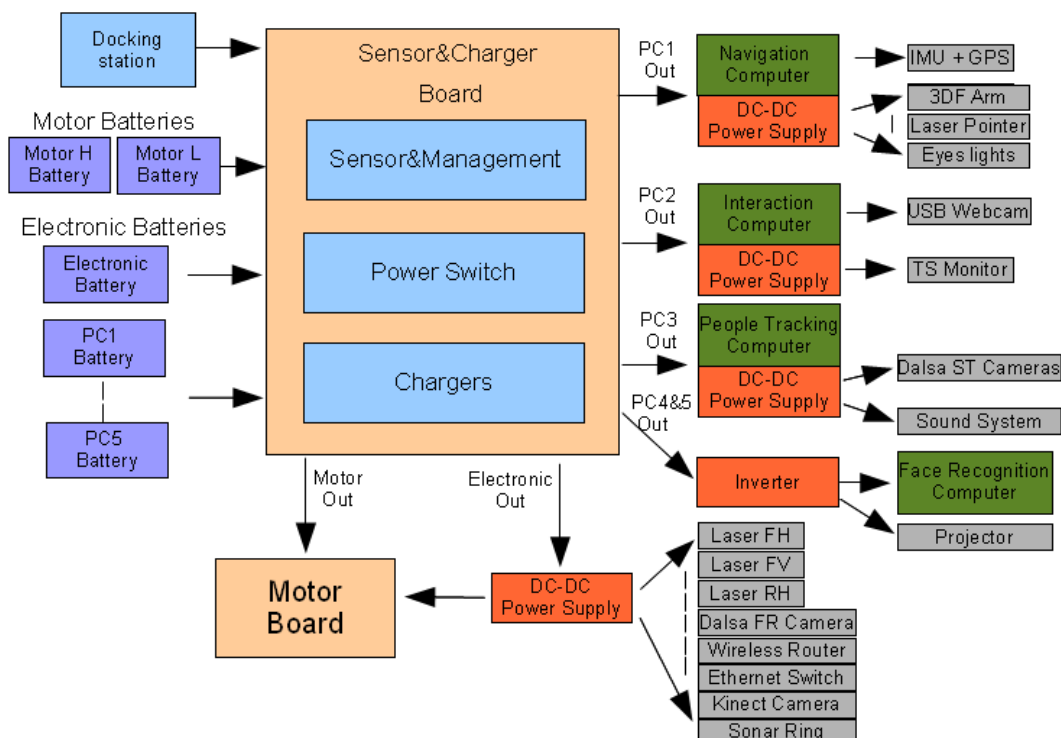 Docking
station
Motor Batteries
Motor H
Battery
Motor L
Battery
Electronic Batteries
Electronic
Battery
PC1
Battery
PC5
Battery
Sensor&Charger
Board
Sensor&Management
Power Switch
Chargers
PC1
Out
Navigation
Computer
DC-DC
Power Supply
IMU + GPS
3DF Arm
Laser Pointer
Eyes lights
PC2
Out
Interaction
Computer
DC-DC
Power Supply
USB Webcam
TS Monitor
PC3
Out
People Tracking
Computer
DC-DC
Power Supply
Dalsa ST Cameras
Sound System
PC4&5
Out
Inverter
Face Recognition
Computer
Projector
Motor
Out
Electronic
Out
Motor
Board
DC-DC
Power Supply
Laser FH
Laser FV
Laser RH
Dalsa FR Camera
Wireless Router
Ethernet Switch
Kinect Camera
Sonar Ring